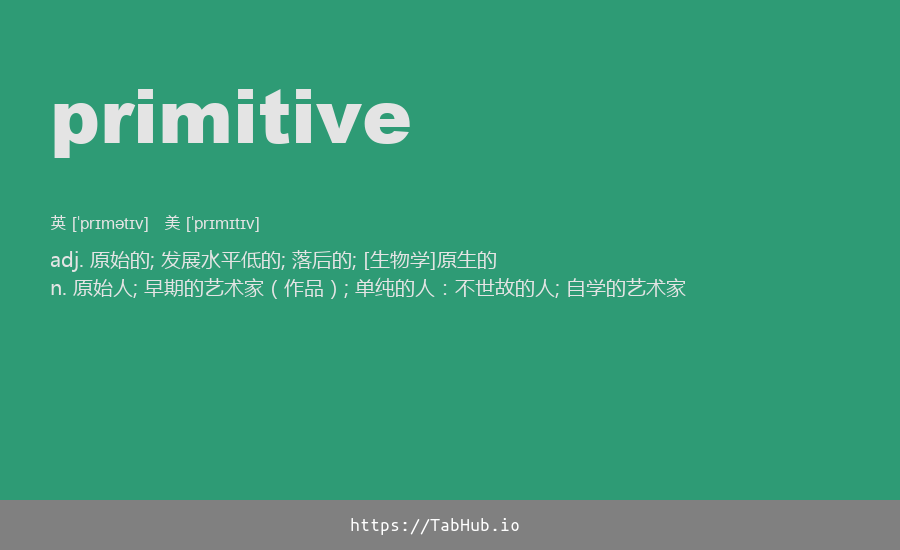 primitive
英 [ˈprɪmətɪv] 美 [ˈprɪmɪtɪv]
adj. 原始的; 发展水平低的; 落后的; [生物学]原生的
n. 原始人; 早期的艺术家（作品）; 单纯的人：不世故的人; 自学的艺术家
https://TabHub.io